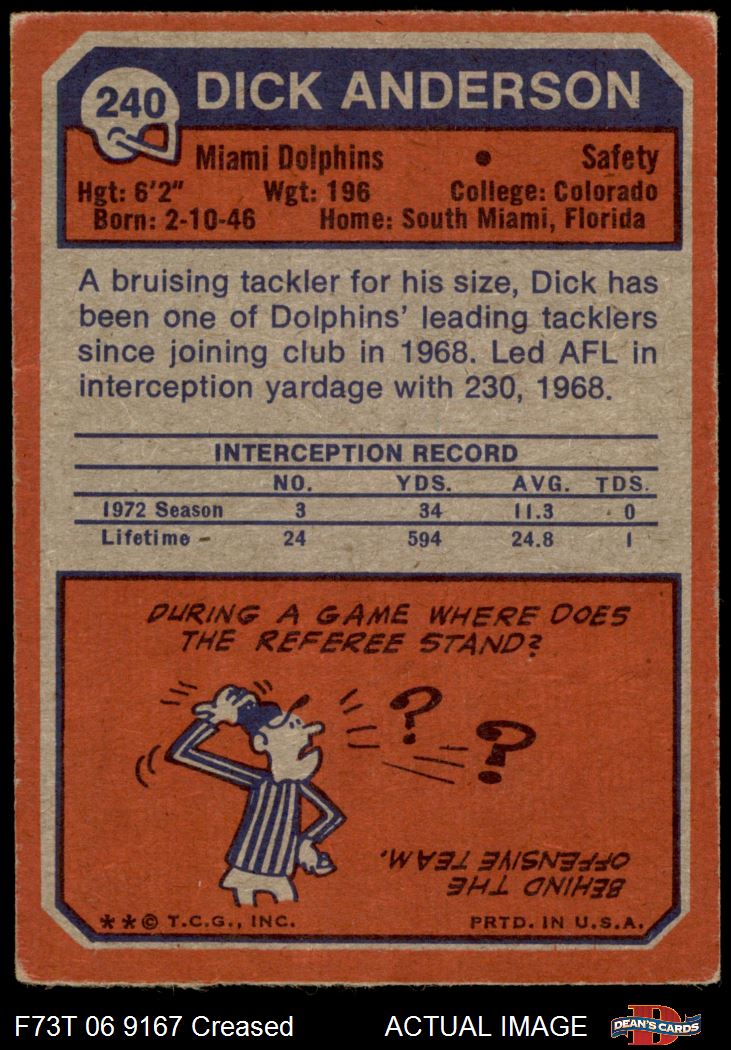 240 DICK ANDERSON
Miami Dolphins • Safety
Hgt: 6'2" Wgt: 196 College: Colorado
Born: 2-10-46 Home: South Miami, Florida
A bruising tackler for his size, Dick has
been one of Dolphins' leading tacklers
since joining club in 1968. Led AFL in
interception yardage with 230, 1968.
INTERCEPTION RECORD
NO. YDS. AVG. TDS.
1972 Season 3 34 11.3 0
Lifetime 24 594 24.8 1
DURING A GAME WHERE DOES
THE REFEREE STAND?
? ?
BEHIND THE
OFFENSIVE TEAM.
**© T.C.G., INC. PRTD. IN U.S.A.
F73T 06 9167 Creased ACTUAL IMAGE D DEAN'S CARDS